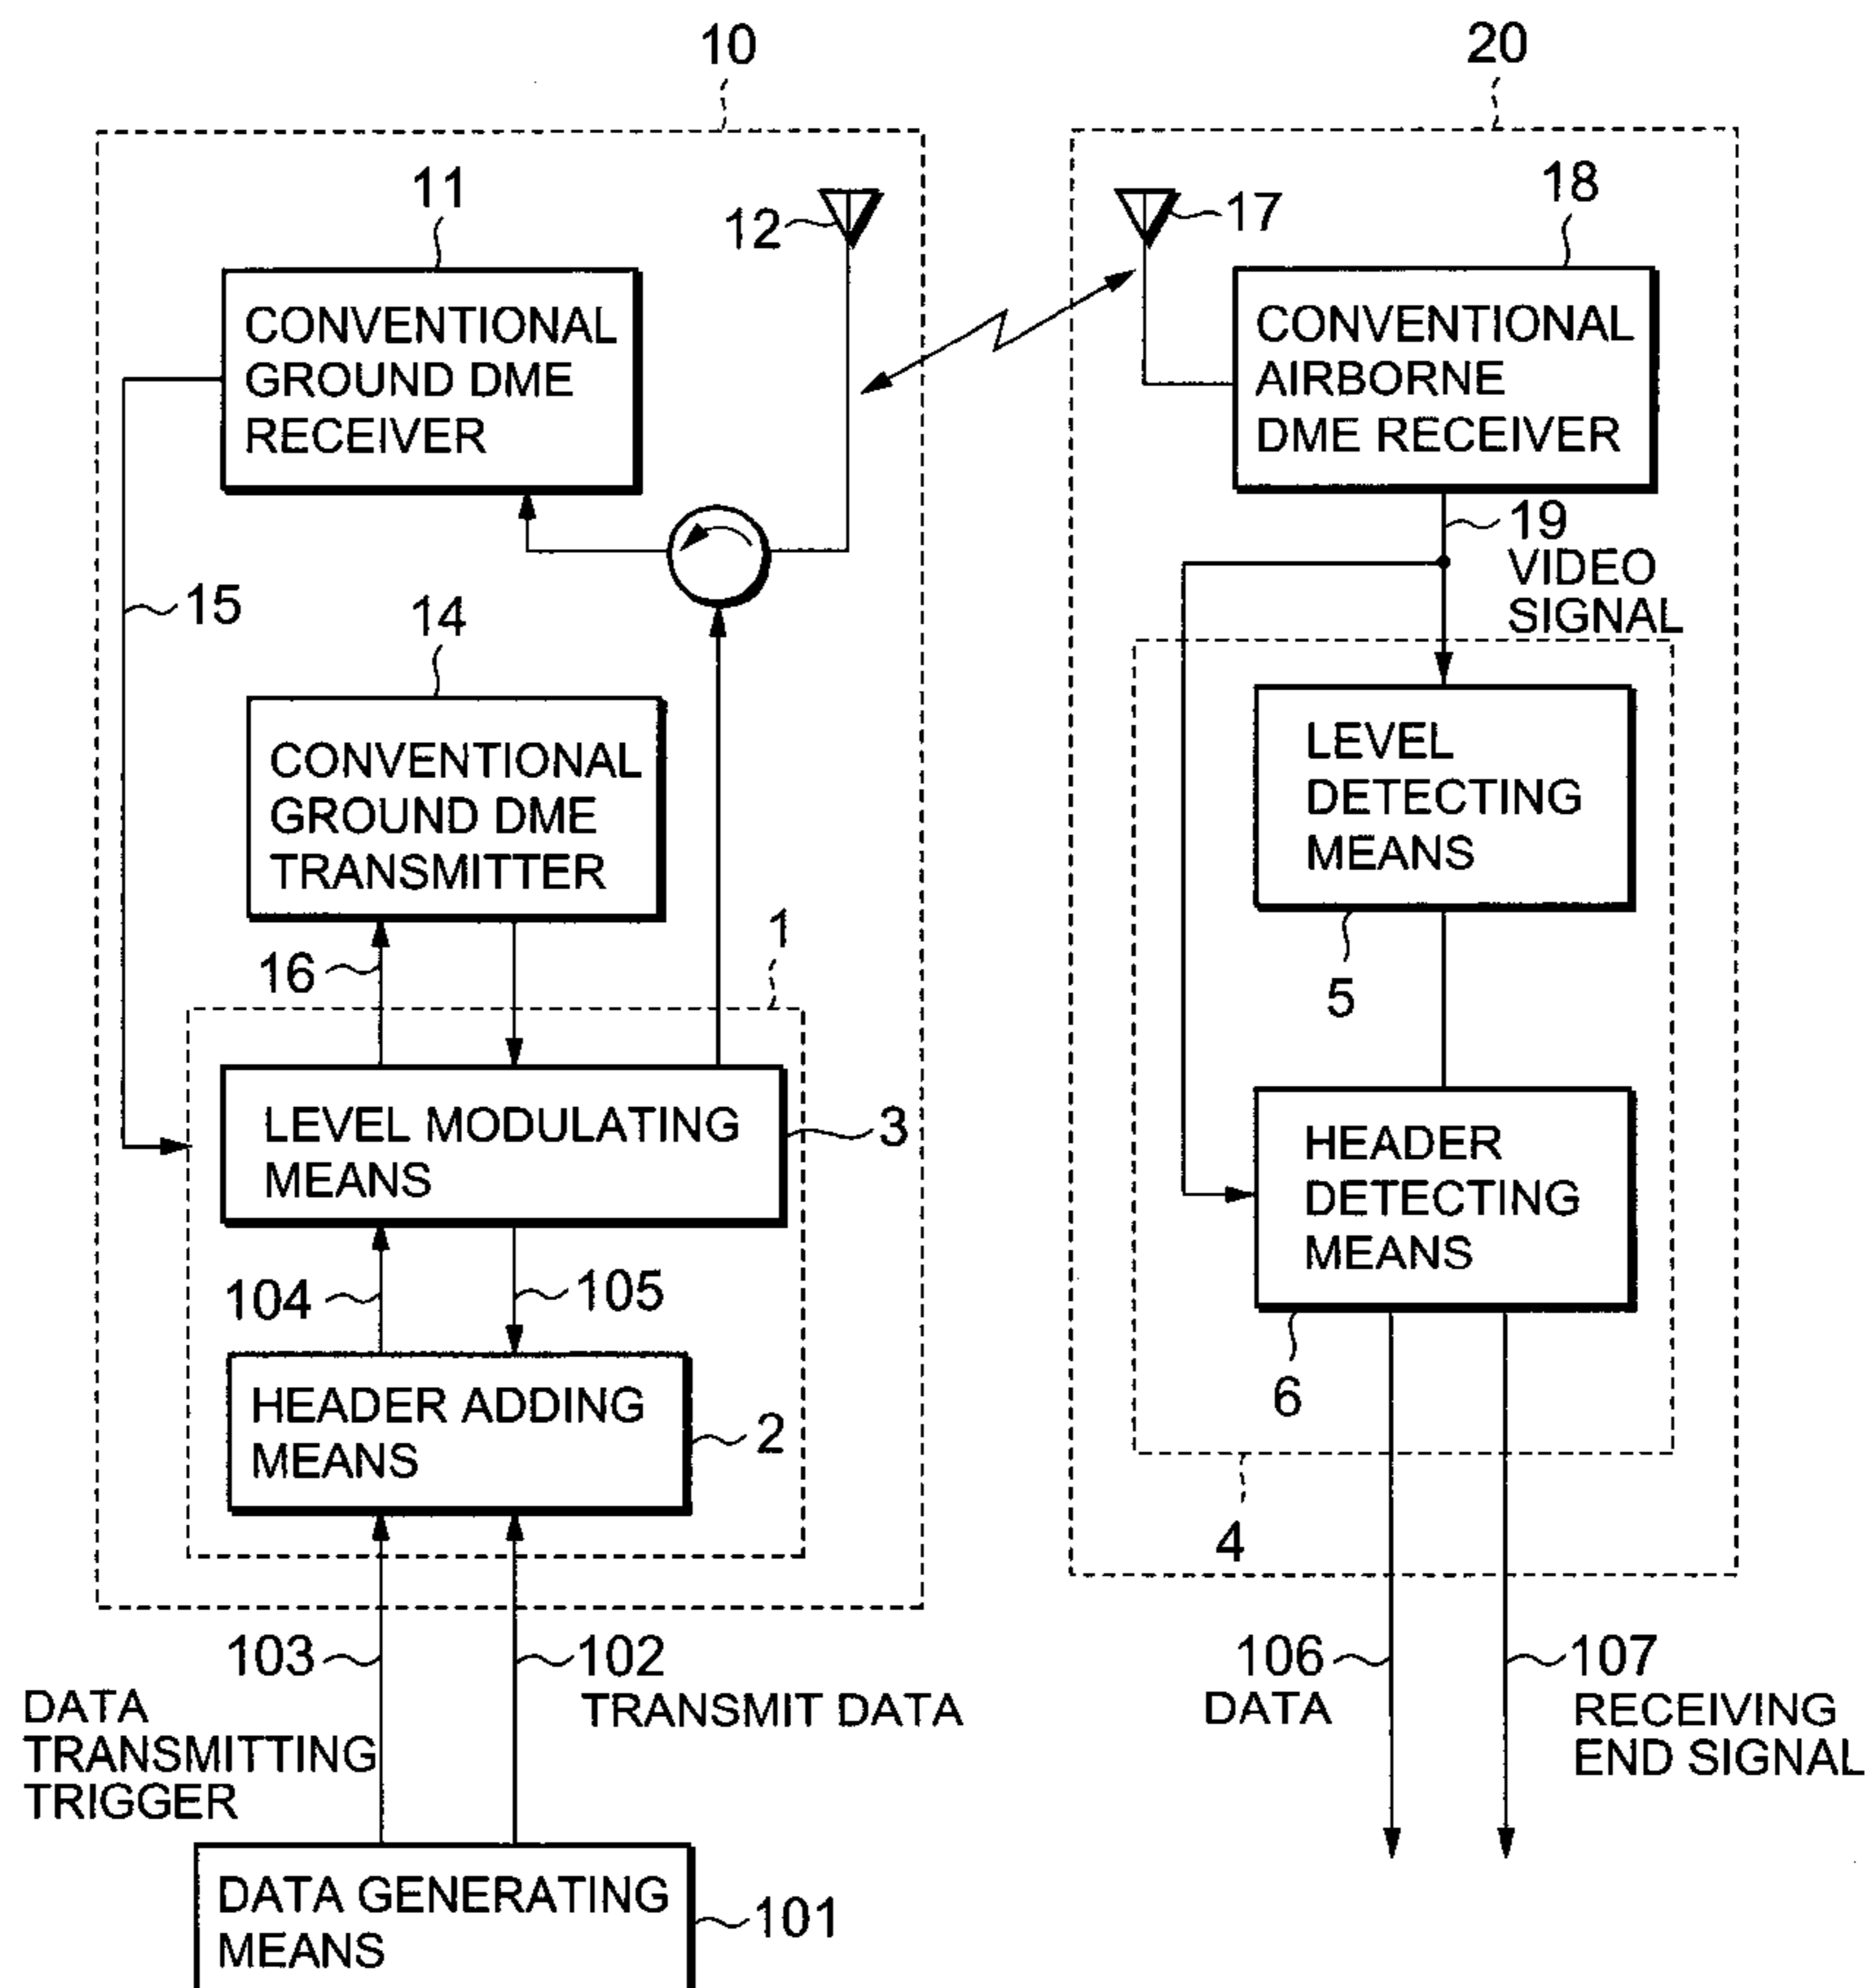 10
20
11
12
17
18
CONVENTIONAL
GROUND DME
RECEIVER
CONVENTIONAL
AIRBORNE
DME RECEIVER
19
VIDEO
SIGNAL
15
14
CONVENTIONAL
GROUND DME
TRANSMITTER
LEVEL
DETECTING
MEANS
16
1
5
LEVEL MODULATING
MEANS
3
HEADER
DETECTING
MEANS
104
105
6
HEADER ADDING
MEANS
2
4
103
102
DATA
TRANSMITTING
TRIGGER
TRANSMIT DATA
106
DATA
107
RECEIVING
END SIGNAL
DATA GENERATING
MEANS
101